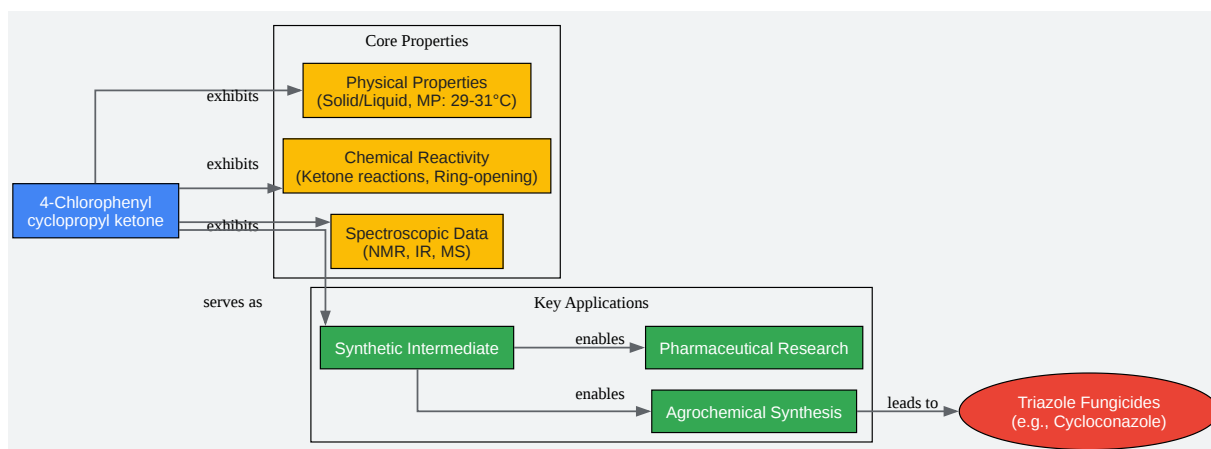 Core Properties
Physical Properties
(Solid/Liquid, MP: 29-31°C)
exhibits
Chemical Reactivity
(Ketone reactions, Ring-opening)
exhibits
4-Chlorophenyl
cyclopropyl ketone
exhibits
Spectroscopic Data
(NMR, IR, MS)
serves as
Key Applications
Synthetic Intermediate
enables
Pharmaceutical Research
enables
Agrochemical Synthesis
leads to
Triazole Fungicides
(e.g., Cycloconazole)